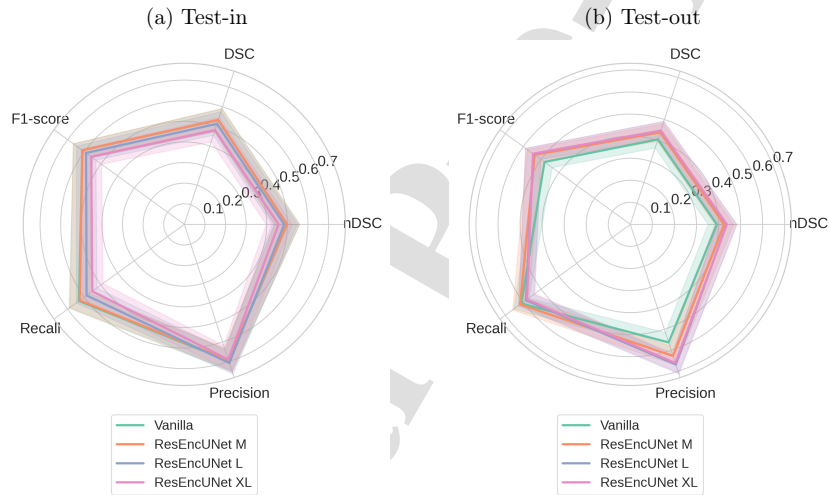 (a) Test-in
(b) Test-out
DSC
F1-score
0.1
0.2
0.3
0.4
0.5
0.6
0.7
nDSC
Recall
Precision
Vanilla
ResEncUNet M
ResEncUNet L
ResEncUNet XL
DSC
F1-score
0.1
0.2
0.3
0.4
0.5
0.6
0.7
nDSC
Recall
Precision
Vanilla
ResEncUNet M
ResEncUNet L
ResEncUNet XL